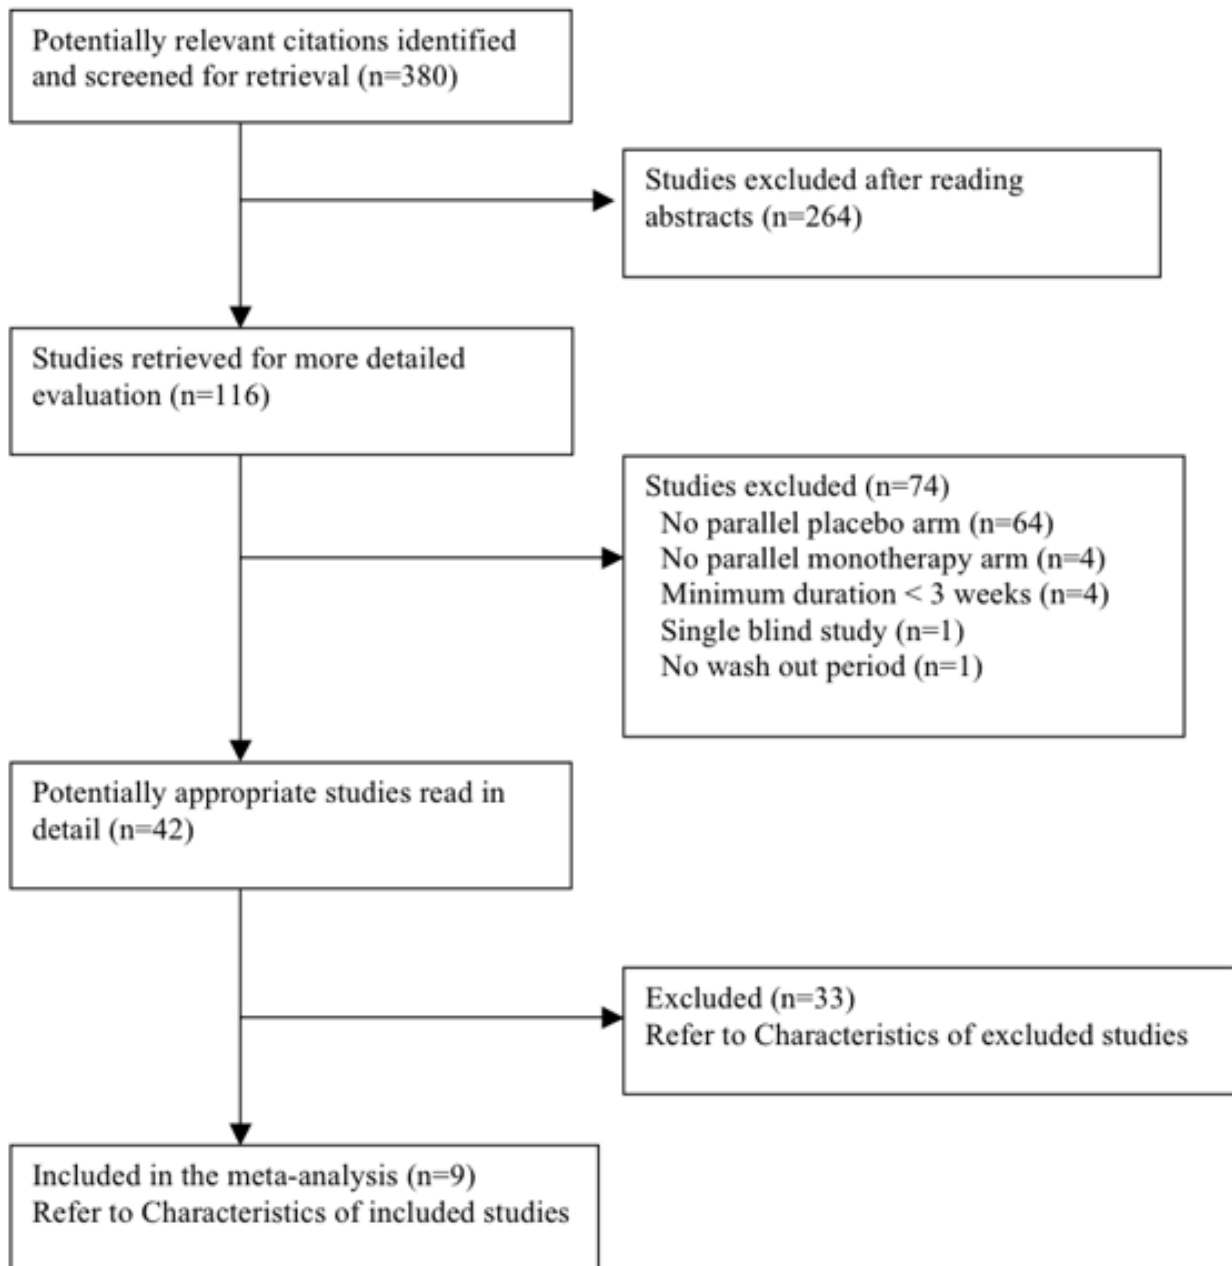 Potentially relevant citations identified
and screened for retrieval (n=380)
Studies excluded after reading
abstracts (n=264)
Studies retrieved for more detailed
evaluation (n=116)
Studies excluded (n=74)
No parallel placebo arm (n=64)
No parallel monotherapy arm (n=4)
Minimum duration < 3 weeks (n=4)
Single blind study (n=1)
No wash out period (n=1)
Potentially appropriate studies read in
detail (n=42)
Excluded (n=33)
Refer to Characteristics of excluded studies
Included in the meta-analysis (n=9)
Refer to Characteristics of included studies